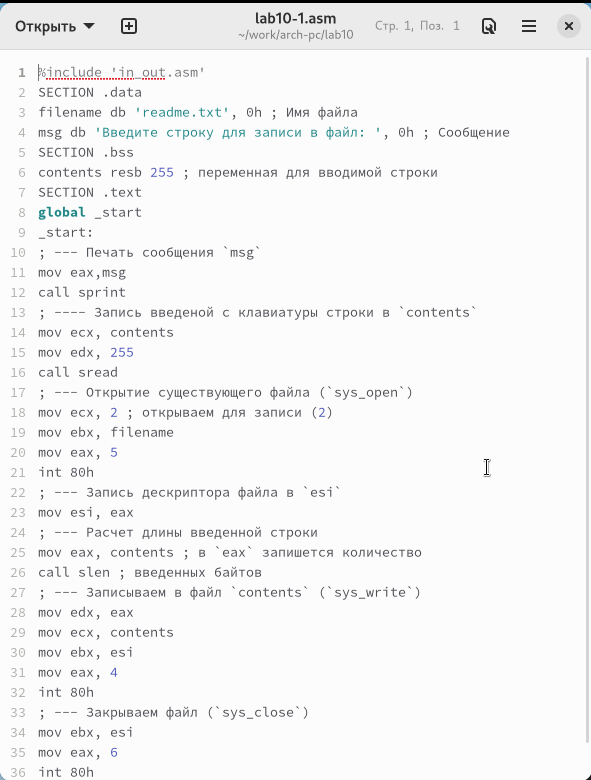 Открыть
lab10-1.asm
~/work/arch-pc/lab10
Стр. 1, Поз. 1
1 %include 'in_out.asm'
2 SECTION .data
3 filename db 'readme.txt', 0h ; Имя файла
4 msg db 'Введите строку для записи в файл: ', 0h ; Сообщение
5 SECTION .bss
6 contents resb 255 ; переменная для вводимой строки
7 SECTION .text
8 global _start
9 _start:
10 ; --- Печать сообщения `msg`
11 mov eax,msg
12 call sprint
13 ; ---- Запись введеной с клавиатуры строки в `contents`
14 mov ecx, contents
15 mov edx, 255
16 call sread
17 ; --- Открытие существующего файла (`sys_open`)
18 mov ecx, 2 ; открываем для записи (2)
19 mov ebx, filename
20 mov eax, 5
21 int 80h
22 ; --- Запись дескриптора файла в `esi`
23 mov esi, eax
24 ; --- Расчет длины введенной строки
25 mov eax, contents ; в `eax` запишется количество
26 call slen ; введенных байтов
27 ; --- Записываем в файл `contents` (`sys_write`)
28 mov edx, eax
29 mov ecx, contents
30 mov ebx, esi
31 mov eax, 4
32 int 80h
33 ; --- Закрываем файл (`sys_close`)
34 mov ebx, esi
35 mov eax, 6
36 int 80h